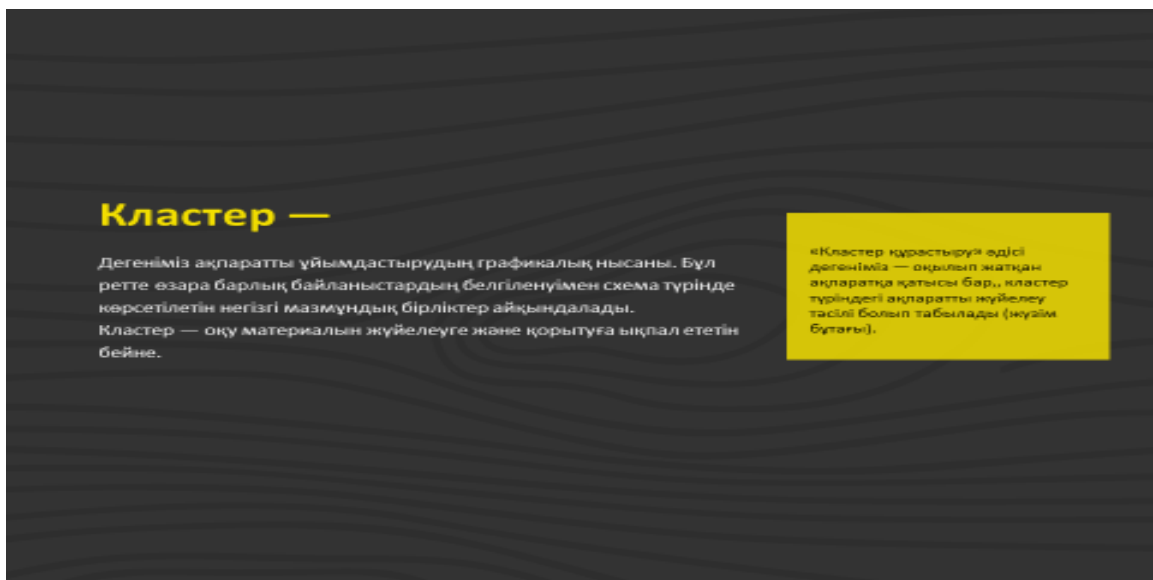 Кластер —
Дегеніміз ақпаратты ұйымдастырудың графикалық нысаны. Бұл
ретте өзара барлық байланыстардың белгіленуімен схема түрінде
көрсетілетін негізгі мазмұндық бірліктер айқындалады.
Кластер — оқу материалын жүйелеуге және қорытуға ықпал ететін
бейне.
«Кластер құрастыру» әдісі
дегеніміз — оқылып жатқан
ақпаратқа қатысы бар,, кластер
түріндегі ақпаратты жүйелеу
тәсілі болып табылады (жүзім
бұтағы).